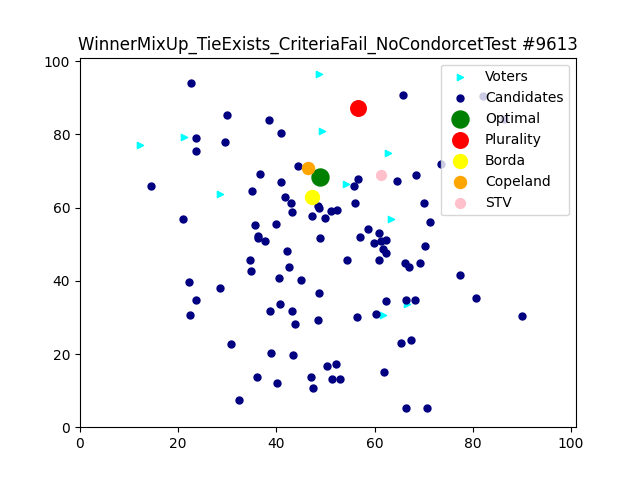 WinnerMixUp_TieExists_CriteriaFail_NoCondorcetTest #9613
100
80
60
40
20
0
0 20 40 60 80 100
Voters
Candidates
Optimal
Plurality
Borda
Copeland
STV